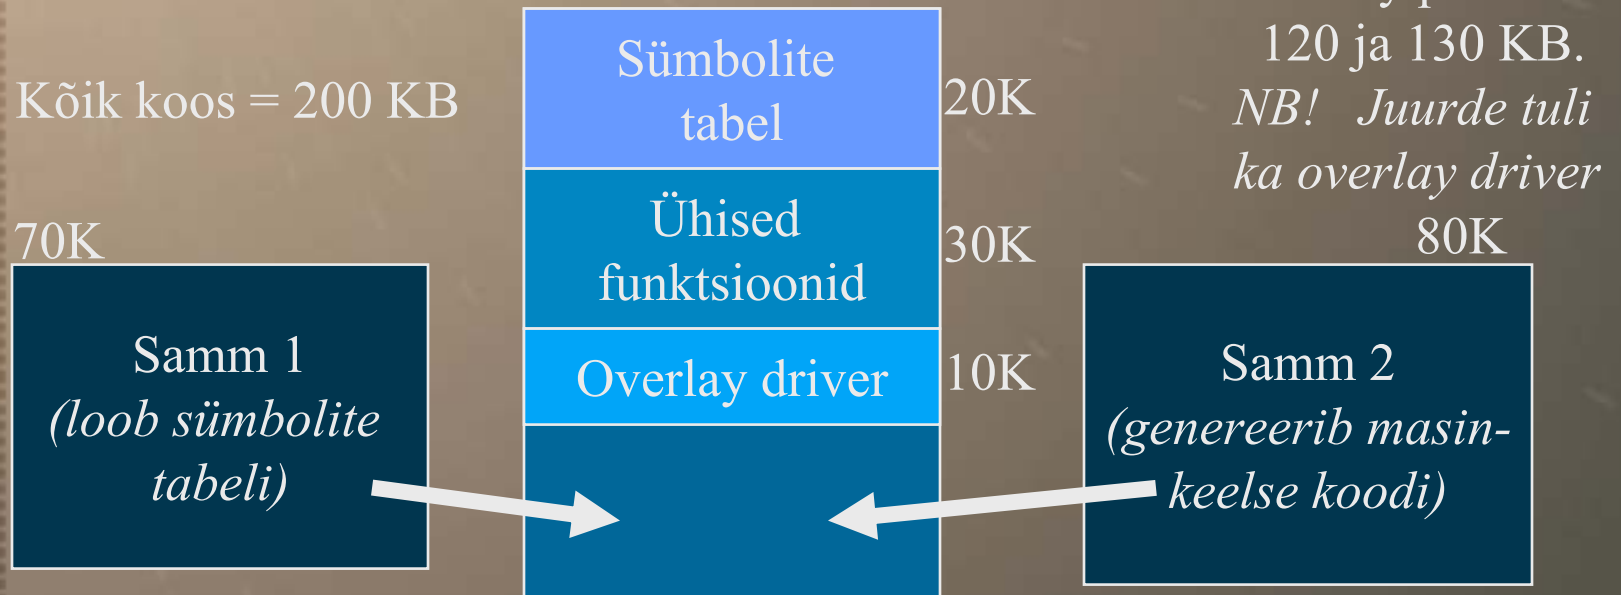 120 ja 130 KB.
NB! Juurde tuli
ka overlay driver
Kõik koos = 200 KB
Sümbolite
tabel
20K
Ühised
funktsioonid
30K
Overlay driver
10K
70K
Samm 1
(loob sümbolite
tabeli)
80K
Samm 2
(genereerib masin-
keelse koodi)